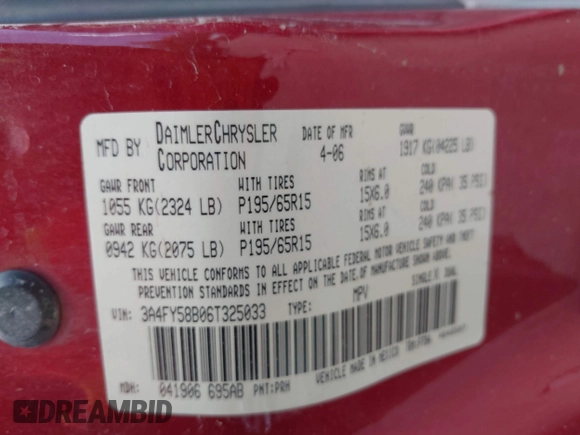 MFD BY DAIMLERCHRYSLER CORPORATION DATE OF MFR 4-06 GVWR 1917 KG(04225 LB)
GAWR FRONT WITH TIRES RIMS AT COLD
1055 KG(2324 LB) P195/65R15 15X6.0 240 KPA( 35 PSI)
GAWR REAR WITH TIRES RIMS AT COLD
0942 KG(2075 LB) P195/65R15 15X6.0 240 KPA( 35 PSI)
THIS VEHICLE CONFORMS TO ALL APPLICABLE FEDERAL MOTOR VEHICLE SAFETY AND THEFT
PREVENTION STANDARDS IN EFFECT ON THE DATE OF MANUFACTURE SHOWN ABOVE.
VIN: 3A4FY58B06T325033 TYPE: MPV SINGLE X DUAL
MDH: 041906 695AB PNT:PRH VEHICLE MADE IN MEXICO
DREAMBID